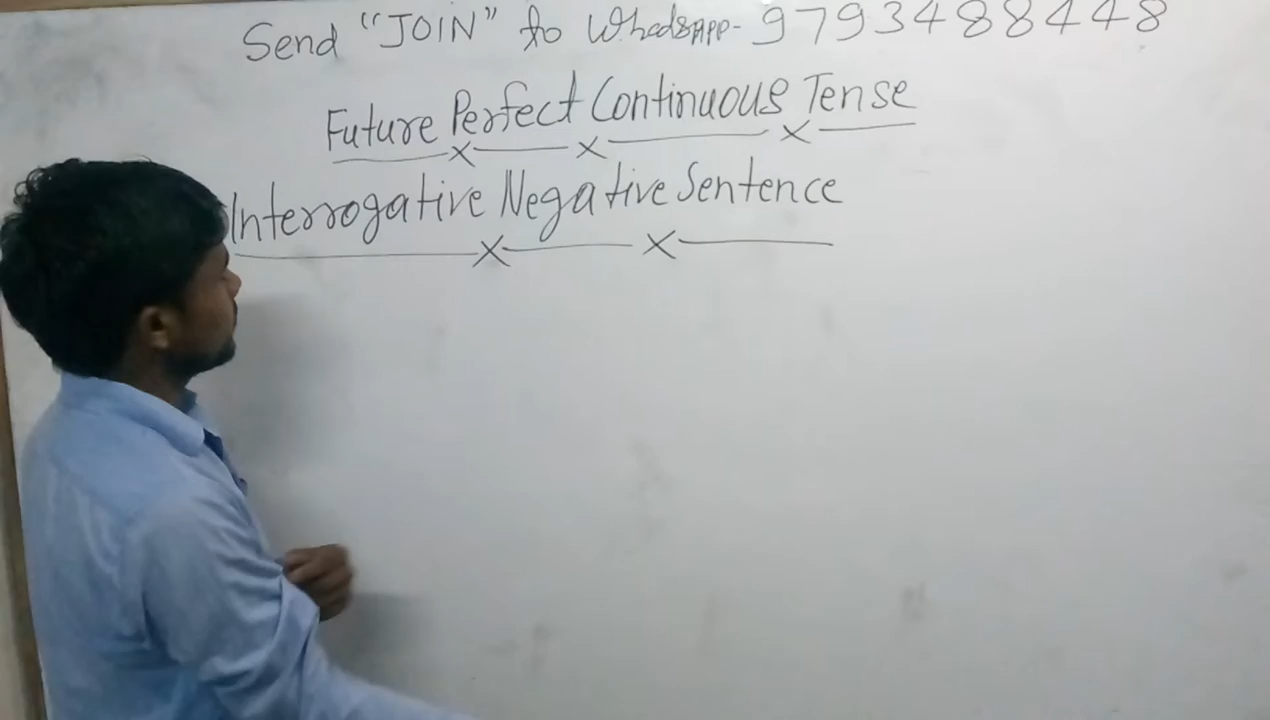 Send "JOIN" to Whatsapp- 9793488448
Future Perfect Continuous Tense
Interrogative Negative Sentence